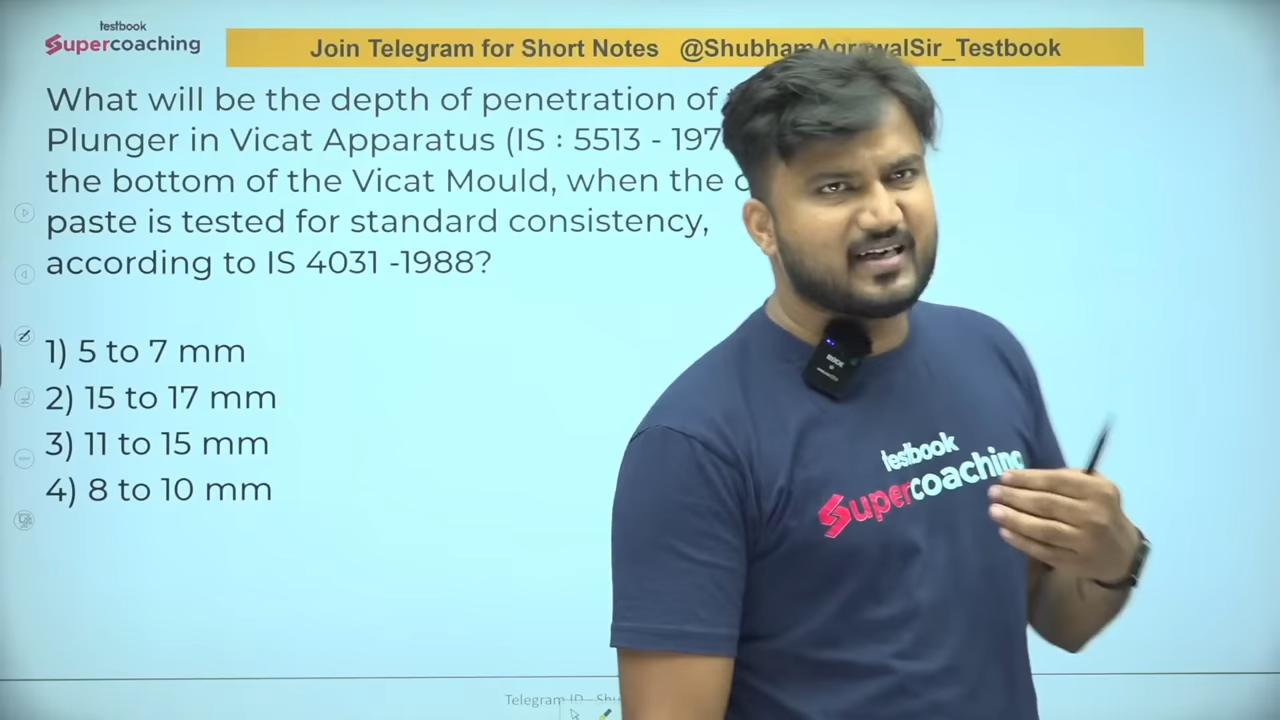 testbook
Supercoaching
Join Telegram for Short Notes @ShubhamAgrawalSir_Testbook
What will be the depth of penetration of
Plunger in Vicat Apparatus (IS : 5513 - 197
the bottom of the Vicat Mould, when the
paste is tested for standard consistency,
according to IS 4031 -1988?
1) 5 to 7 mm
2) 15 to 17 mm
3) 11 to 15 mm
4) 8 to 10 mm
testbook
Supercoaching
Telegram ID